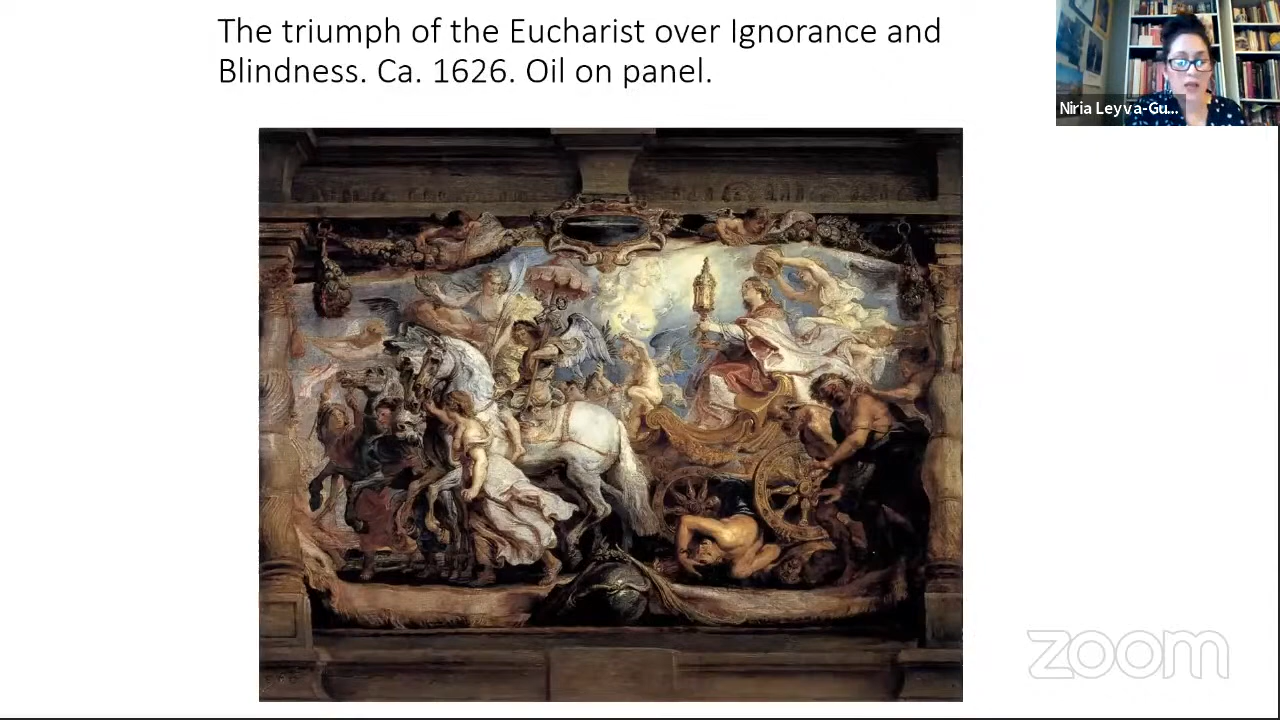 The triumph of the Eucharist over Ignorance and
Blindness. Ca. 1626. Oil on panel.
Niria Leyva-Gu...
zoom